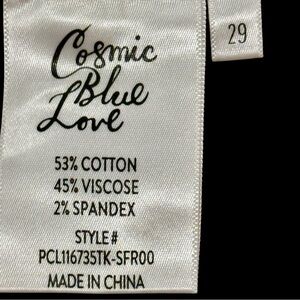 Cosmic
Blue
Love
29
53% COTTON
45% VISCOSE
2% SPANDEX
STYLE#
PCL116735TK-SFR00
MADE IN CHINA